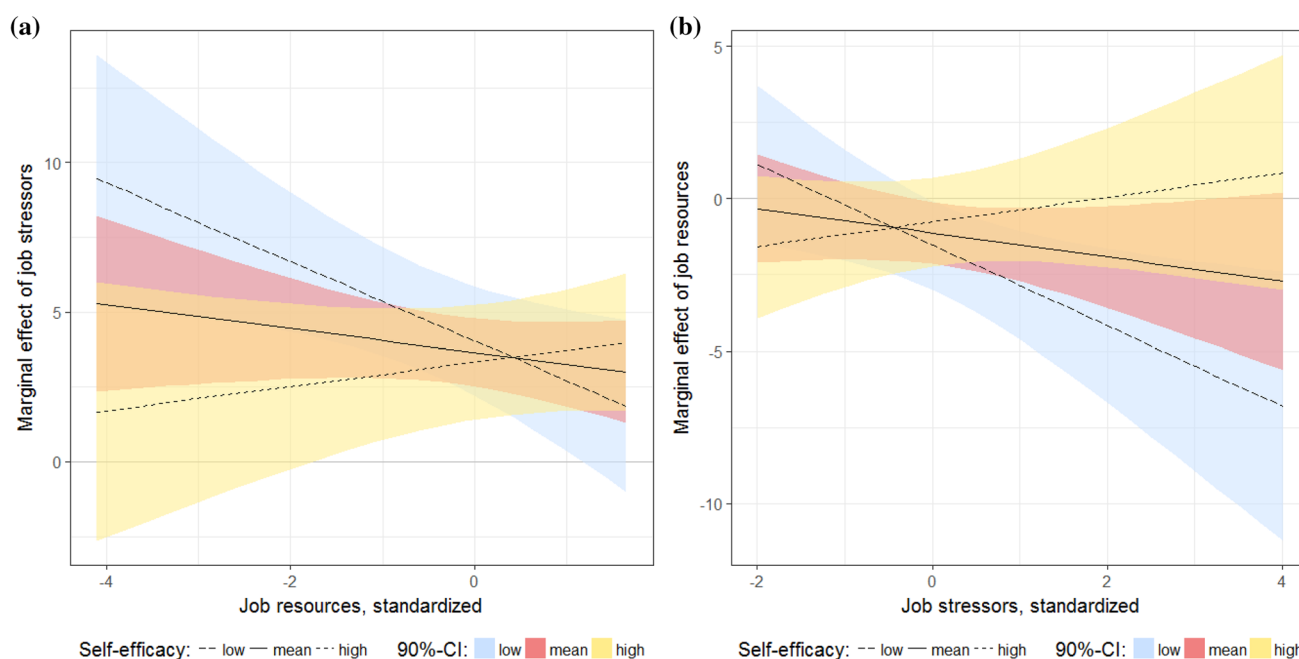 (a)
Marginal effect of job stressors
10
5
0
-4
-2
0
Job resources, standardized
Self-efficacy: low mean high 90%-CI: low mean high
(b)
Marginal effect of job resources
5
0
-5
-10
-2
0
2
4
Job stressors, standardized
Self-efficacy: low mean high 90%-CI: low mean high